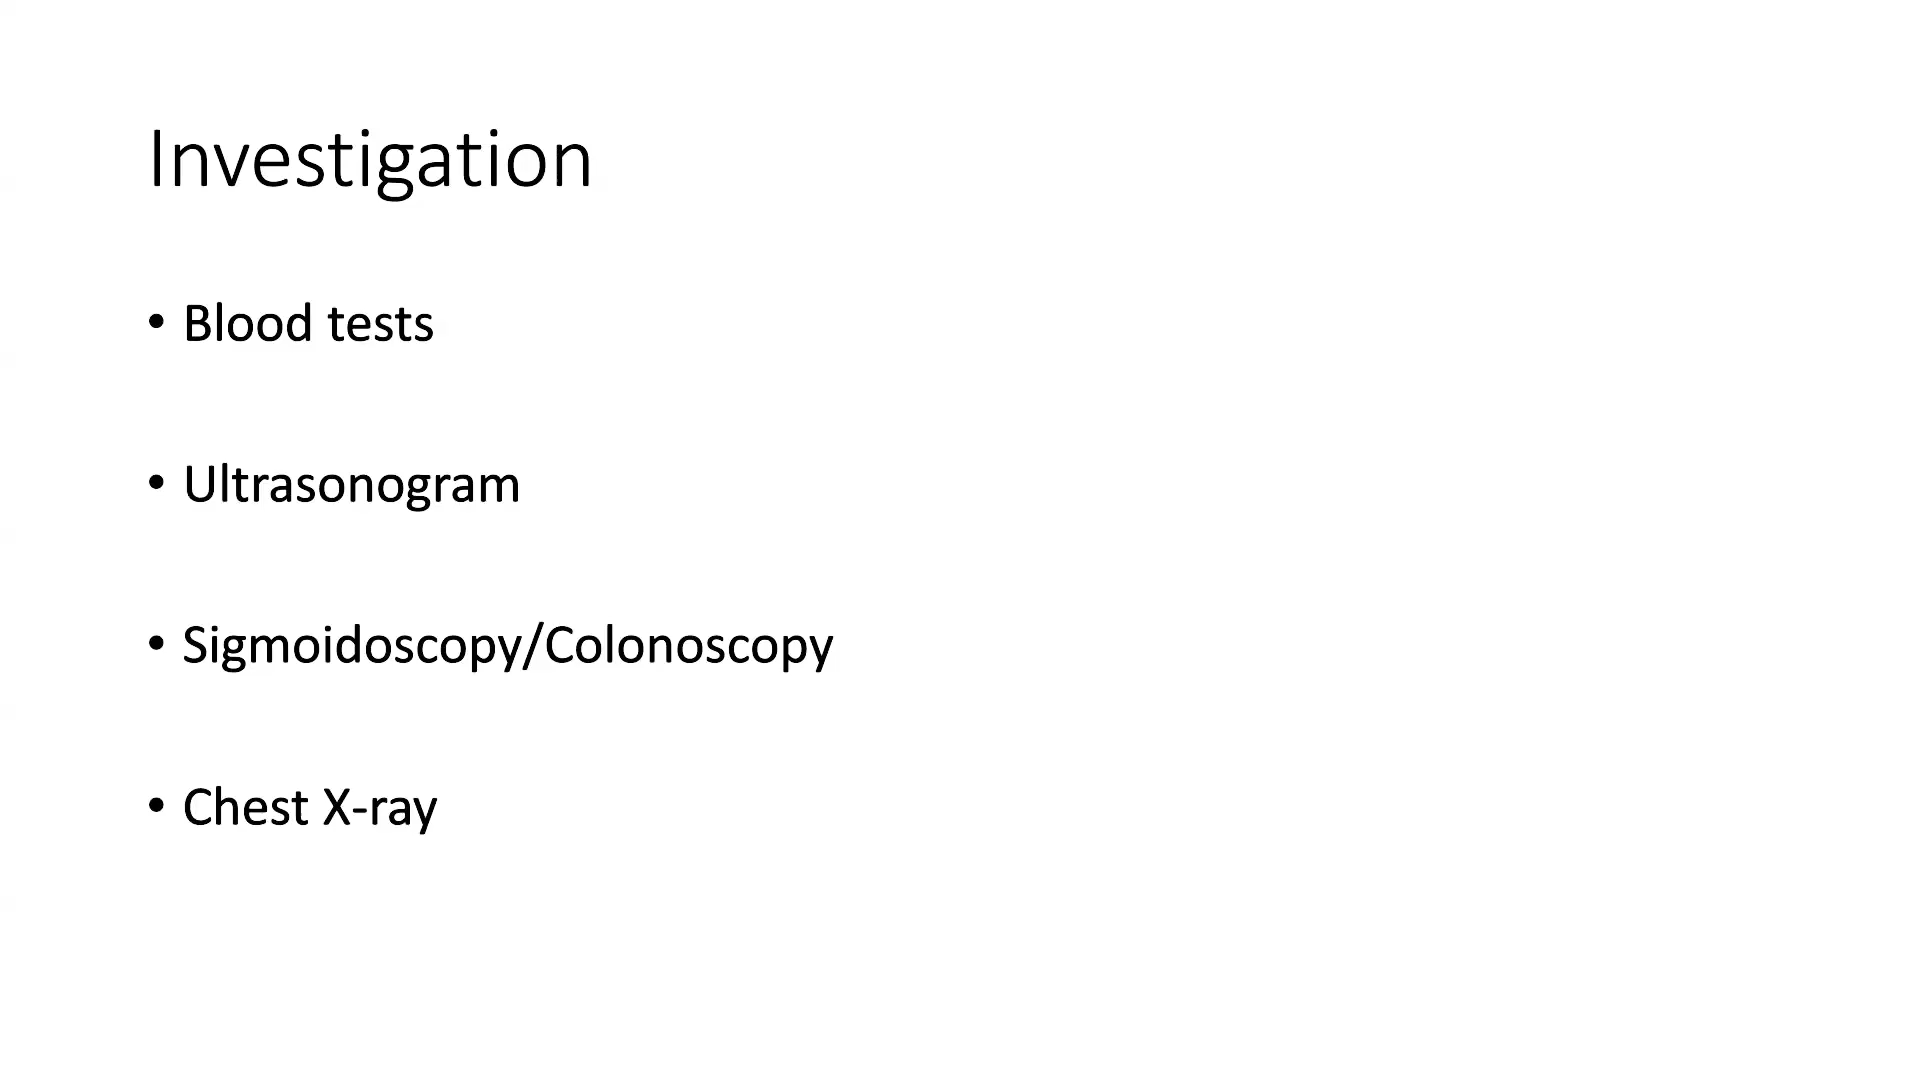 Investigation
• Blood tests
• Ultrasonogram
• Sigmoidoscopy/Colonoscopy
• Chest X-ray